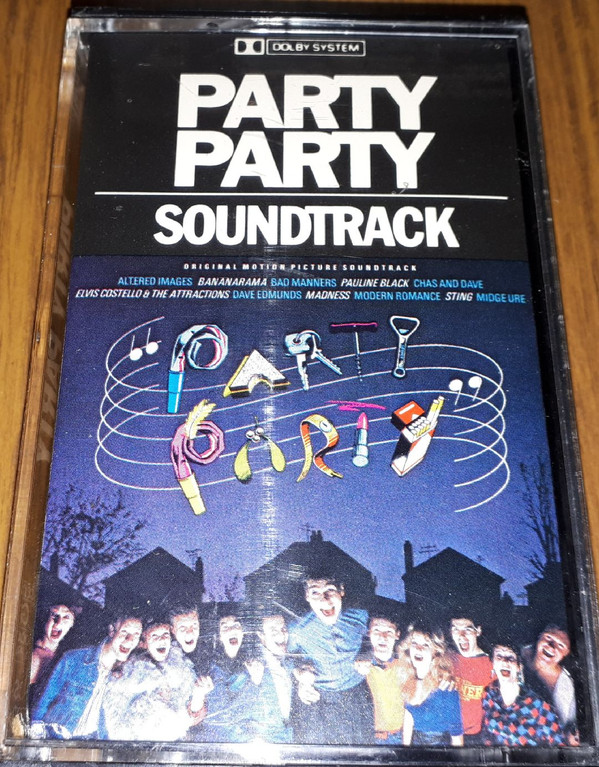 DOLBY SYSTEM
PARTY
PARTY
SOUNDTRACK
ORIGINAL MOTION PICTURE SOUNDTRACK
ALTERED IMAGES BANANARAMA BAD MANNERS PAULINE BLACK CHAS AND DAVE
ELVIS COSTELLO & THE ATTRACTIONS DAVE EDMUNDS MADNESS MODERN ROMANCE STING MIDGE URE
PARTY
PARTY